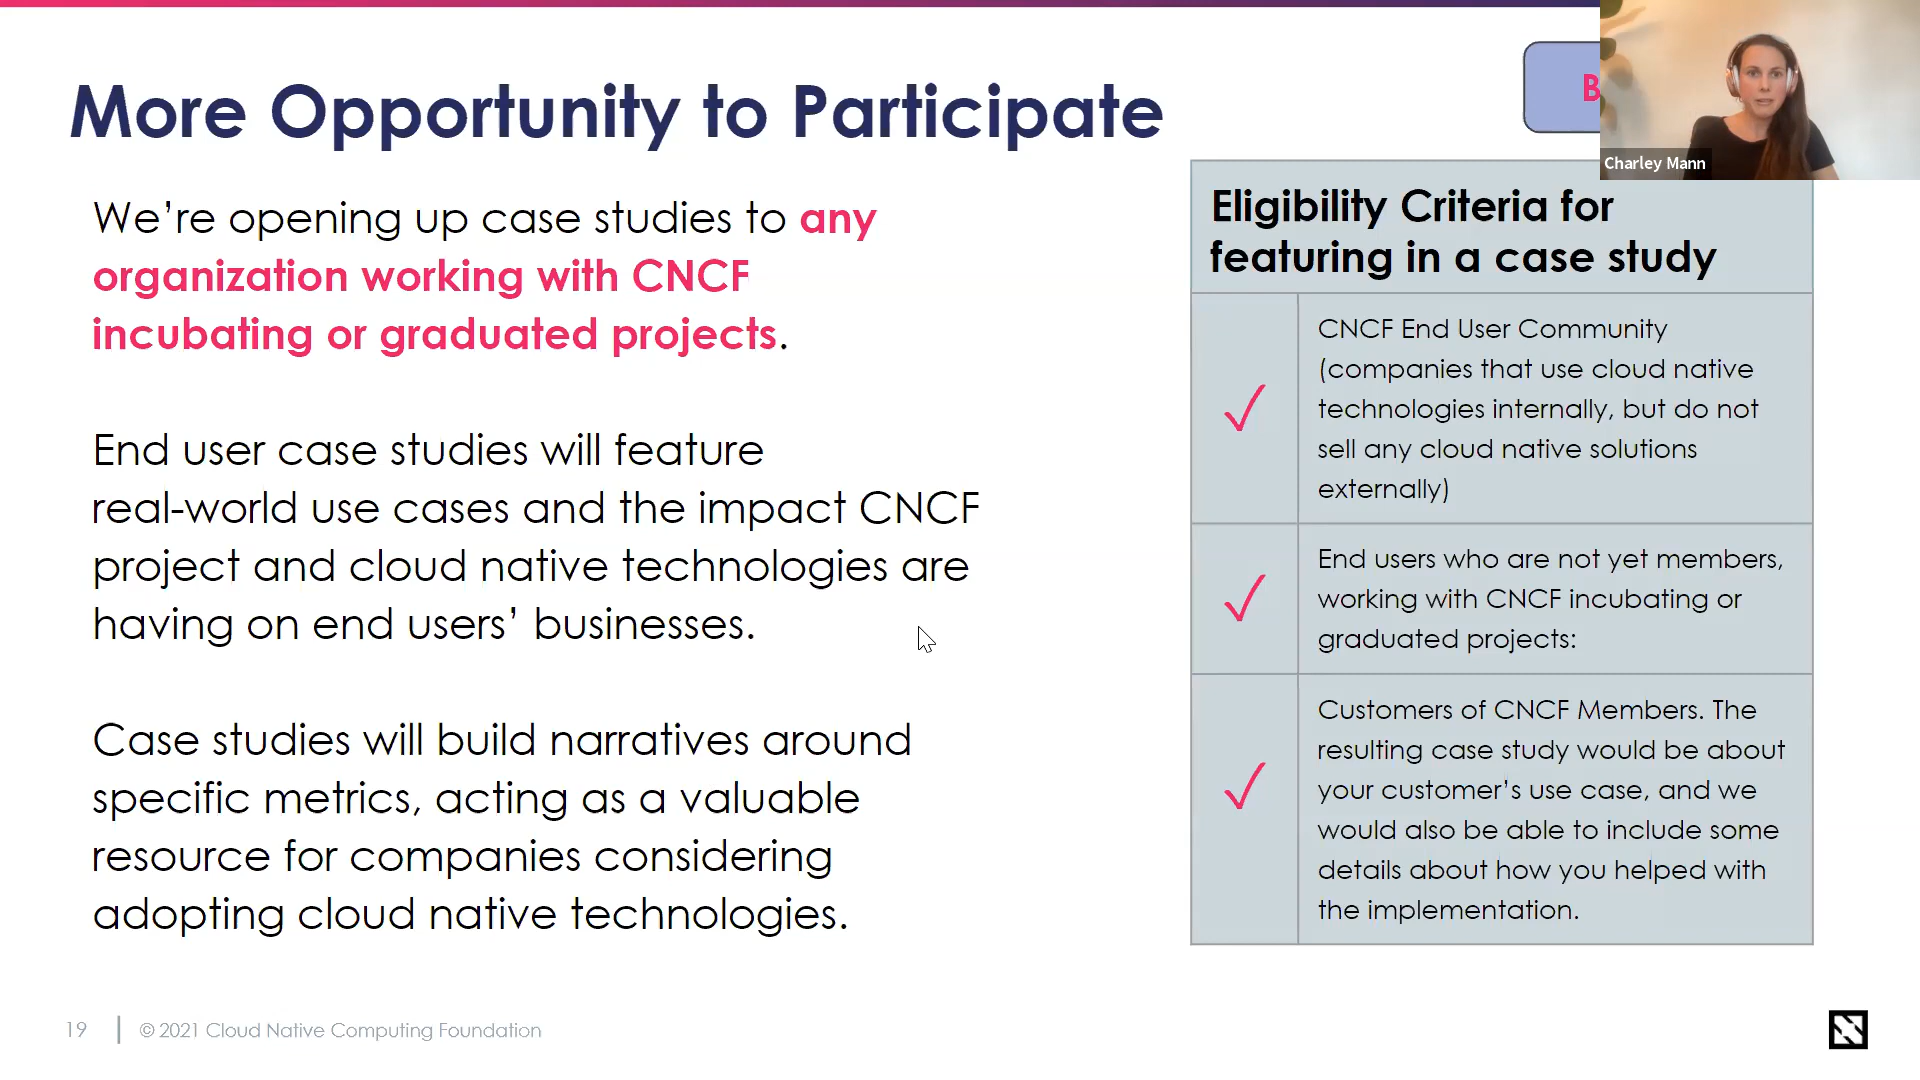 More Opportunity to Participate
We’re opening up case studies to any
organization working with CNCF
incubating or graduated projects.
End user case studies will feature
real-world use cases and the impact CNCF
project and cloud native technologies are
having on end users’ businesses.
Case studies will build narratives around
specific metrics, acting as a valuable
resource for companies considering
adopting cloud native technologies.
Charley Mann
Eligibility Criteria for
featuring in a case study
CNCF End User Community
(companies that use cloud native
technologies internally, but do not
sell any cloud native solutions
externally)
End users who are not yet members,
working with CNCF incubating or
graduated projects:
Customers of CNCF Members. The
resulting case study would be about
your customer’s use case, and we
would also be able to include some
details about how you helped with
the implementation.
19
© 2021 Cloud Native Computing Foundation